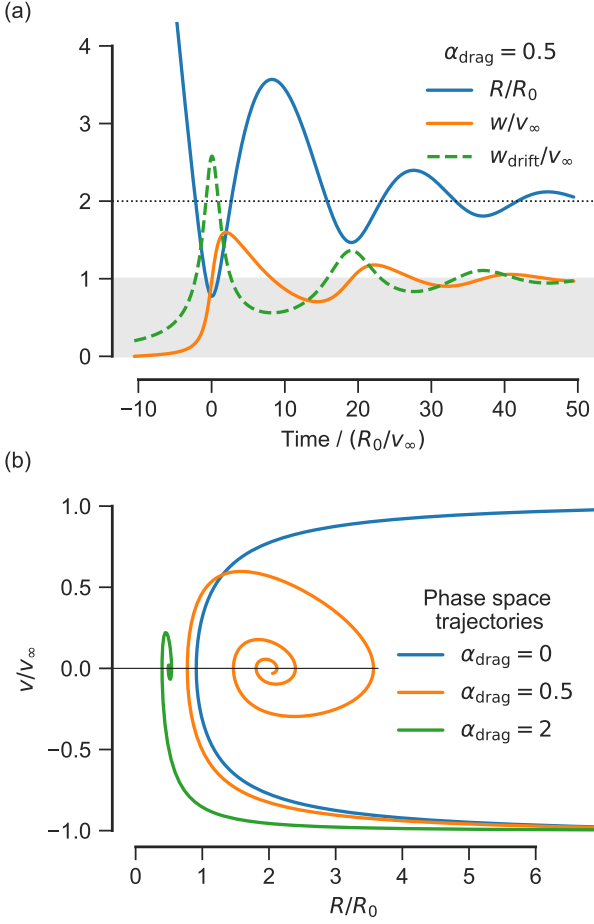 (a)
4
3
2
1
0
α_drag = 0.5
R/R₀
w/v∞
w_drift/v∞
−10 0 10 20 30 40 50
Time / (R₀/v∞)
(b)
1.0
0.5
0.0
−0.5
−1.0
v/v∞
Phase space
trajectories
α_drag = 0
α_drag = 0.5
α_drag = 2
0 1 2 3 4 5 6
R/R₀